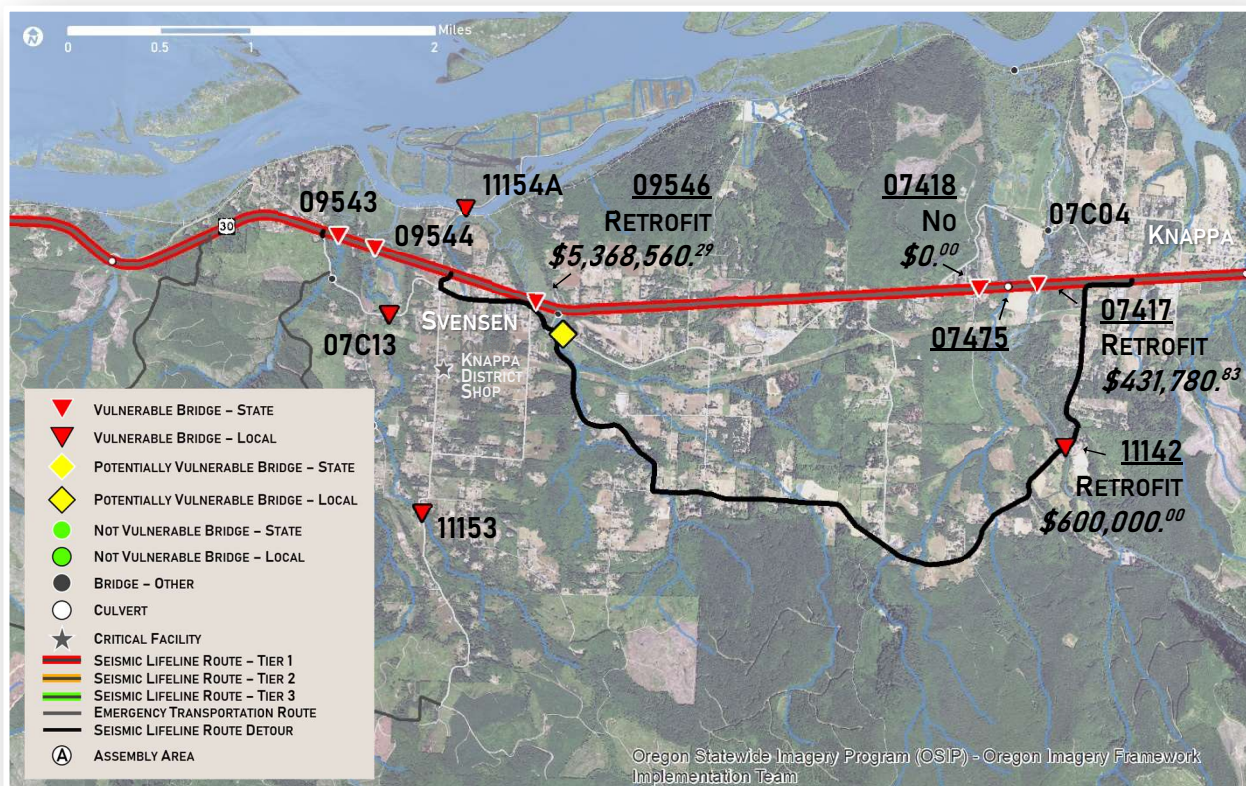 Miles
0 0.5 1 2
30
09543
09544
11154A
09546
RETROFIT
$5,368,560.29
07418
NO
$0.00
07C04
KNAPPA
SVENSEN
07C13
KNAPPA
DISTRICT
SHOP
07475
07417
RETROFIT
$431,780.83
11142
RETROFIT
$600,000.00
11153
VULNERABLE BRIDGE – STATE
VULNERABLE BRIDGE – LOCAL
POTENTIALLY VULNERABLE BRIDGE – STATE
POTENTIALLY VULNERABLE BRIDGE – LOCAL
NOT VULNERABLE BRIDGE – STATE
NOT VULNERABLE BRIDGE – LOCAL
BRIDGE – OTHER
CULVERT
CRITICAL FACILITY
SEISMIC LIFELINE ROUTE – TIER 1
SEISMIC LIFELINE ROUTE – TIER 2
SEISMIC LIFELINE ROUTE – TIER 3
EMERGENCY TRANSPORTATION ROUTE
SEISMIC LIFELINE ROUTE DETOUR
A ASSEMBLY AREA
Oregon Statewide Imagery Program (OSIP) - Oregon Imagery Framework
Implementation Team